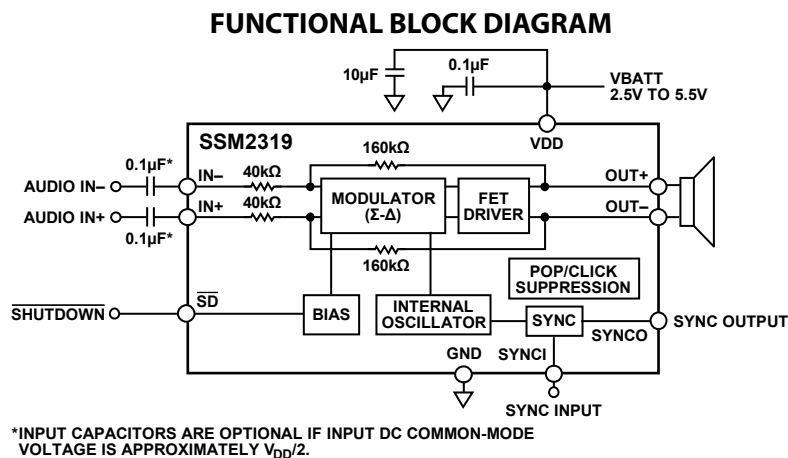 FUNCTIONAL BLOCK DIAGRAM
10µF
0.1µF
VBATT
2.5V TO 5.5V
VDD
SSM2319
0.1µF*
AUDIO IN–
IN–
40kΩ
160kΩ
OUT+
MODULATOR
(Σ-Δ)
FET
DRIVER
AUDIO IN+
IN+
40kΩ
OUT–
0.1µF*
160kΩ
POP/CLICK
SUPPRESSION
SHUTDOWN
SD
BIAS
INTERNAL
OSCILLATOR
SYNC
SYNCO
SYNC OUTPUT
GND
SYNCI
SYNC INPUT
*INPUT CAPACITORS ARE OPTIONAL IF INPUT DC COMMON-MODE
VOLTAGE IS APPROXIMATELY VDD/2.